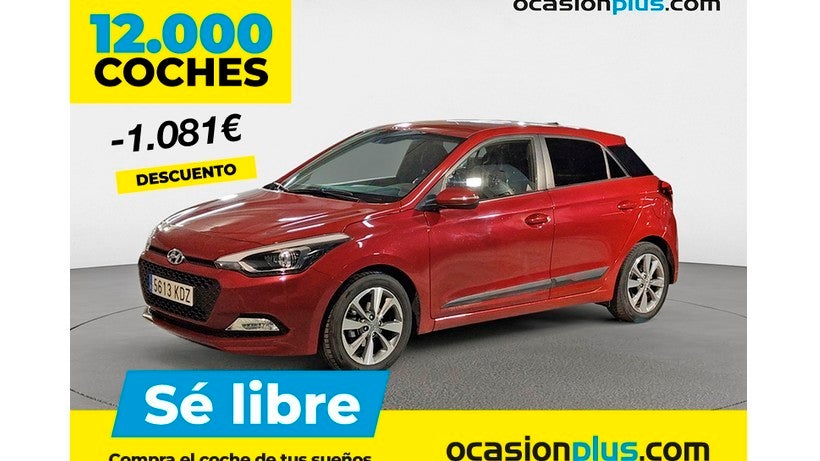 12.000
COCHES
ocasionplus.com
-1.081€
DESCUENTO
5613 KDZ
Sé libre
Compra el coche de tus sueños
ocasionplus.com